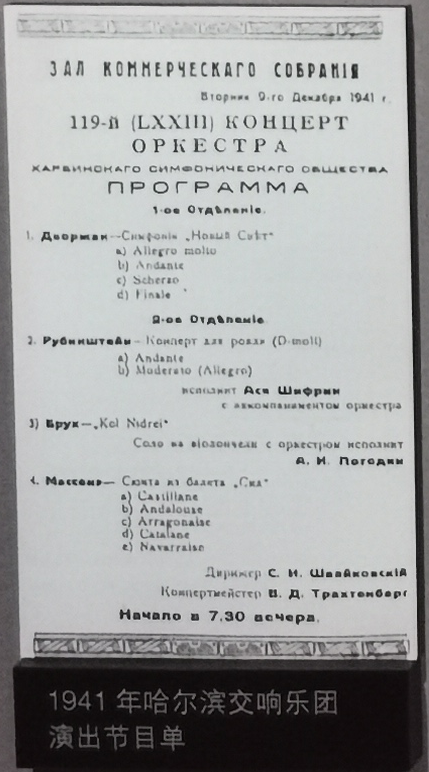 ЗАЛ КОММЕРЧЕСКАГО СОБРАНІЯ
Вторник 9-го Декабря 1941 г.
119-й (LXXIII) КОНЦЕРТ
ОРКЕСТРА
ХАРБИНСКАГО СИМФОНИЧЕСКАГО ОБЩЕСТВА
ПРОГРАММА
1-ое Отдѣленіе.
1. Дворжак—Симфонія „Новый Свѣт“
a) Allegro molto
b) Andante
c) Scherzo
d) Finale
2-ое Отдѣленіе.
2. Рубинштейн— Концерт для рояля (D-moll)
a) Andante
b) Moderato (Allegro)
исполнит Ася Шифрин
с аккомпаниментом оркестра
3) Брук—„Kol Nidrei“
Соло на віолончели с оркестром исполнит
А. И. Погодин
4. Массенэ— Сюита из балета „Сид“
a) Castillane
b) Andalouse
c) Arragonaise
d) Catalane
e) Navarraise
Дирижер С. И. Швайковскій
Концертмейстер В. Д. Трахтенберг
Начало в 7.30 вечера.
1941 年哈尔滨交响乐团
演出节目单